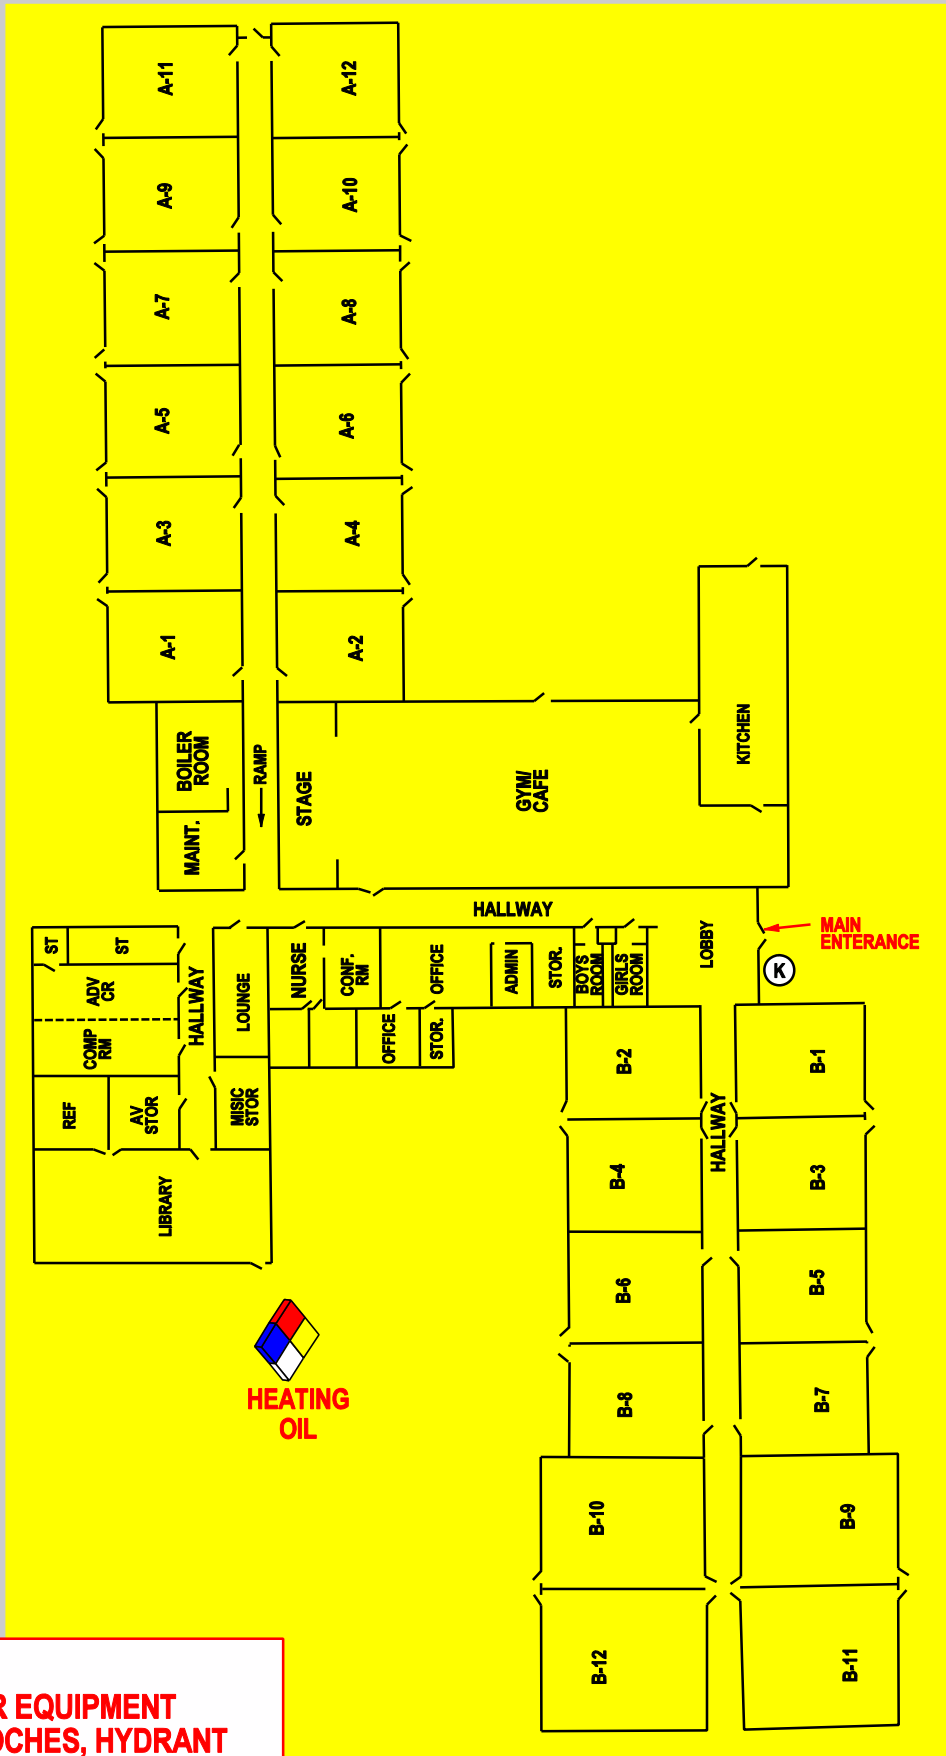 A-11
A-12
A-9
A-10
A-7
A-8
A-5
A-6
A-3
A-4
A-1
A-2
BOILER
ROOM
RAMP
MAINT.
STAGE
GYM/
CAFE
KITCHEN
HALLWAY
LOBBY
MAIN
ENTERANCE
K
ST
ST
ADV
CR
HALLWAY
LOUNGE
NURSE
CONF.
RM
OFFICE
ADMIN
STOR.
BOYS
ROOM
GIRLS
ROOM
COMP
RM
OFFICE
STOR.
REF
AV
STOR
MISIC
STOR
LIBRARY
B-2
B-1
HALLWAY
B-4
B-3
B-6
B-5
B-8
B-7
B-10
B-9
B-12
B-11
HEATING
OIL
R EQUIPMENT
OCHES, HYDRANT